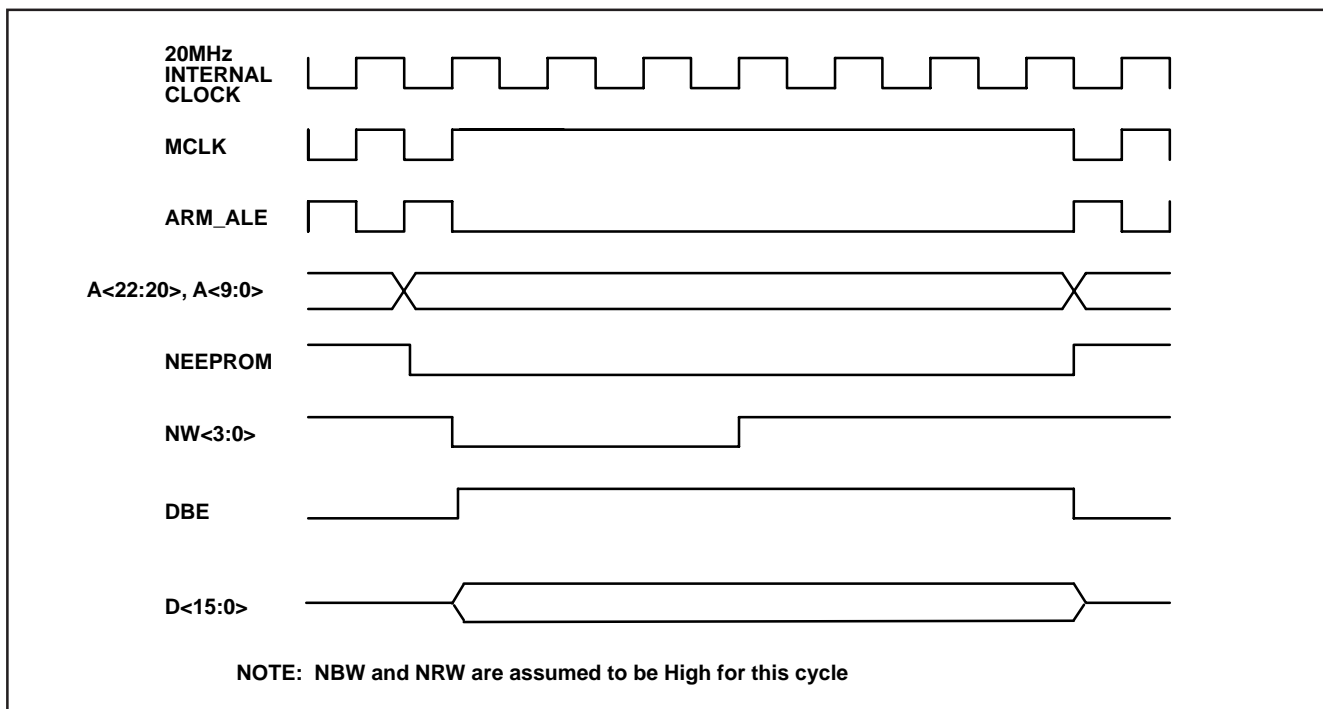 20MHz
INTERNAL
CLOCK
MCLK
ARM_ALE
A<22:20>, A<9:0>
NEEPROM
NW<3:0>
DBE
D<15:0>
NOTE:  NBW and NRW are assumed to be High for this cycle